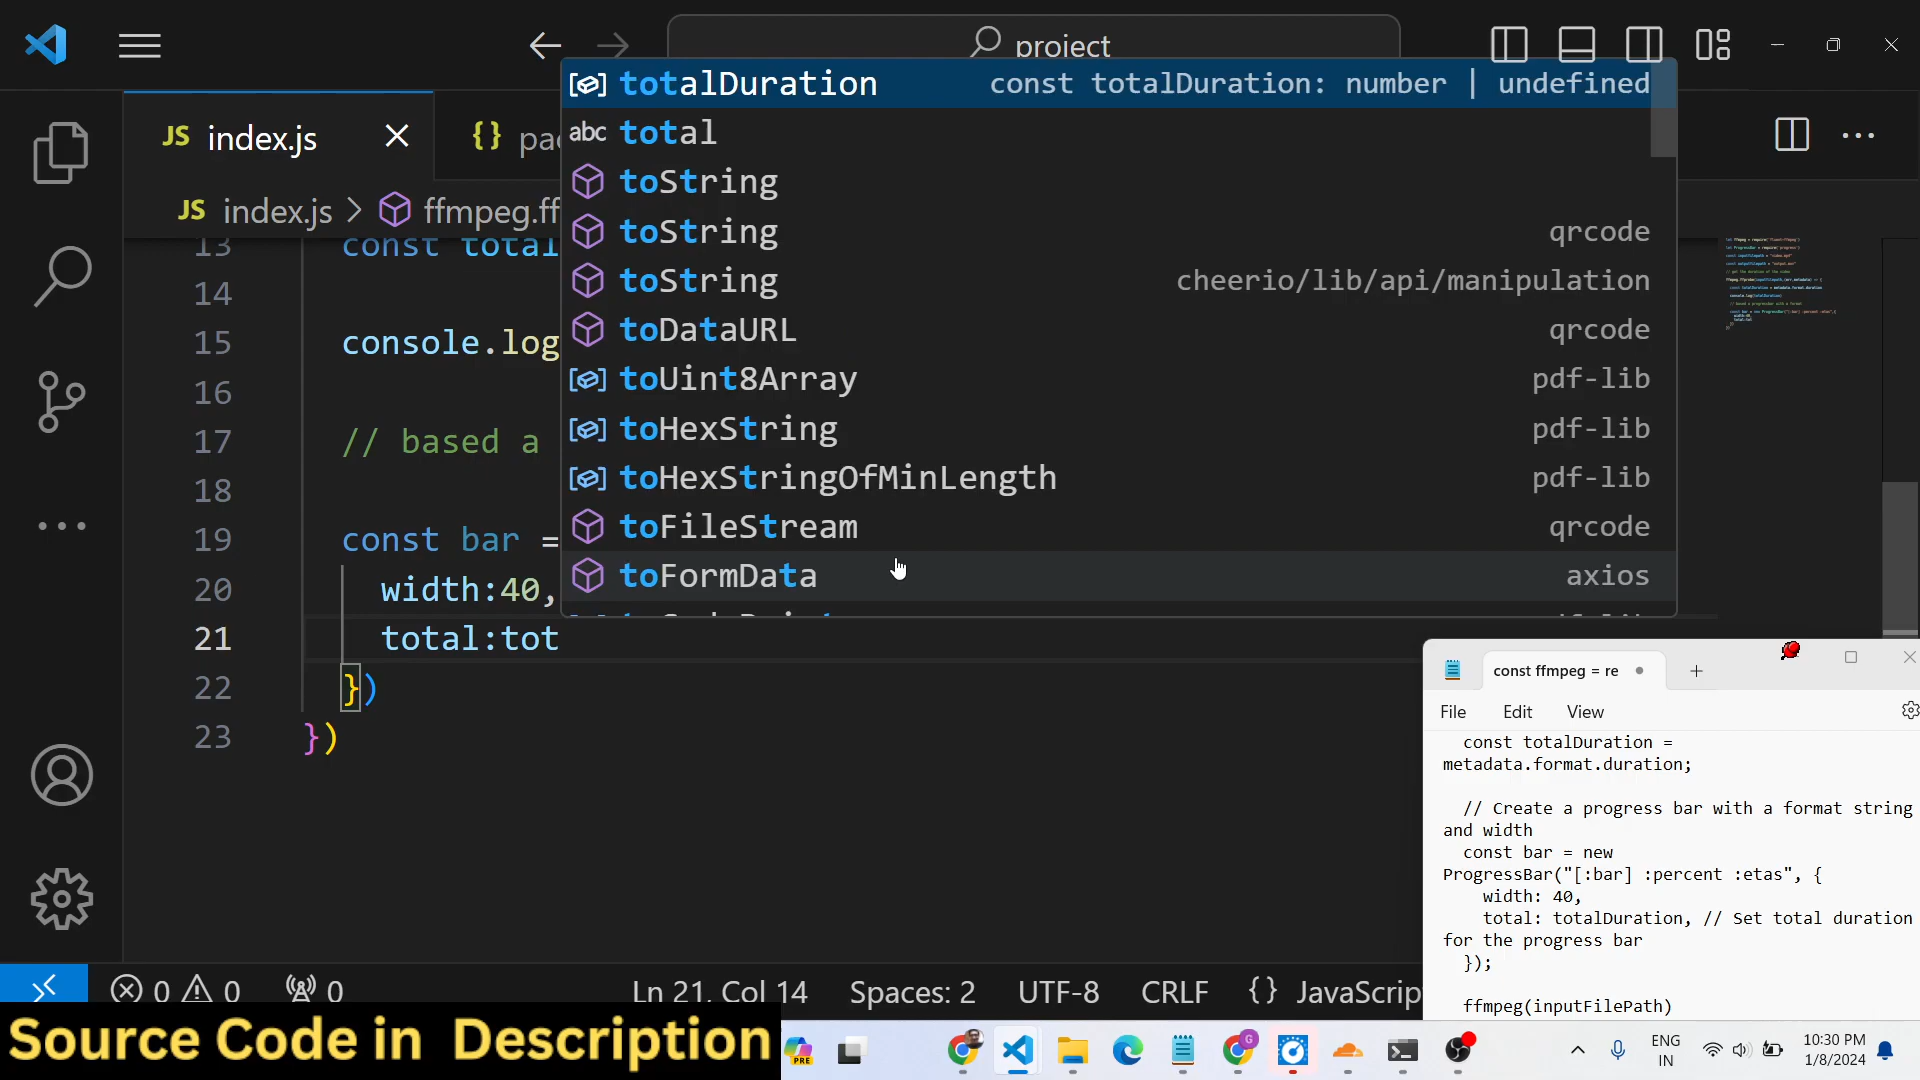 project
JS index.js
{} pac
JS index.js > ffmpeg.ff
totalDuration const totalDuration: number | undefined
abc total
toString
toString qrcode
toString cheerio/lib/api/manipulation
toDataURL qrcode
toUint8Array pdf-lib
toHexString pdf-lib
toHexStringOfMinLength pdf-lib
toFileStream qrcode
toFormData axios
13 const total
14
15 console.log
16
17 // based a
18
19 const bar =
20 width:40,
21 total:tot
22 })
23 })
const ffmpeg = re
File Edit View
const totalDuration =
metadata.format.duration;
// Create a progress bar with a format string
and width
const bar = new
ProgressBar("[:bar] :percent :etas", {
width: 40,
total: totalDuration, // Set total duration
for the progress bar
});
ffmpeg(inputFilePath)
0 0 0 Ln 21, Col 14 Spaces: 2 UTF-8 CRLF {} JavaScrip
Source Code in Description
PRE
G
ENG
IN
10:30 PM
1/8/2024